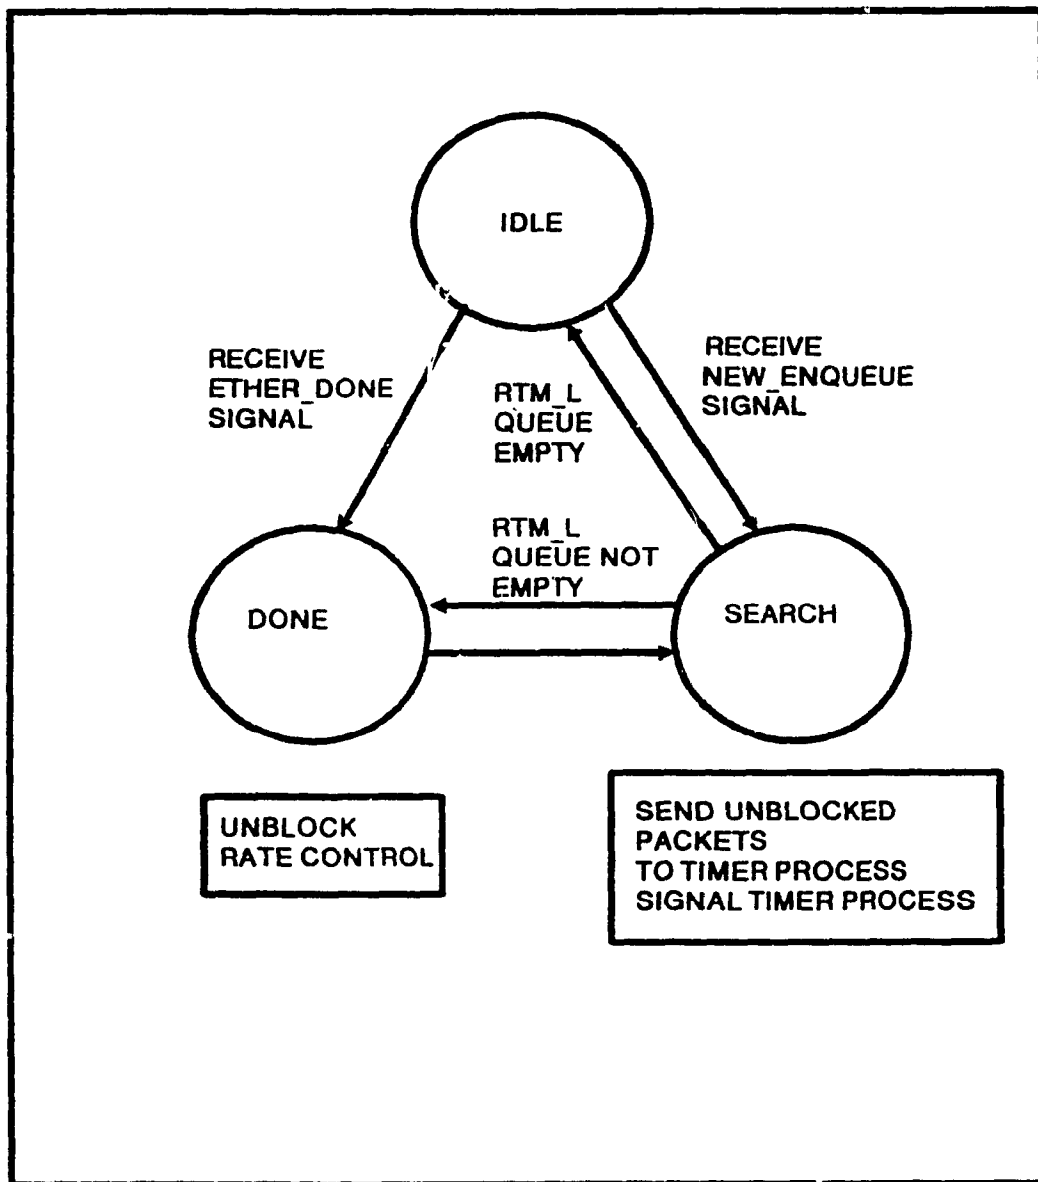 IDLE
RECEIVE
ETHER_DONE
SIGNAL
RTM_L
QUEUE
EMPTY
RECEIVE
NEW_ENQUEUE
SIGNAL
RTM_L
QUEUE NOT
EMPTY
DONE
SEARCH
UNBLOCK
RATE CONTROL
SEND UNBLOCKED
PACKETS
TO TIMER PROCESS
SIGNAL TIMER PROCESS